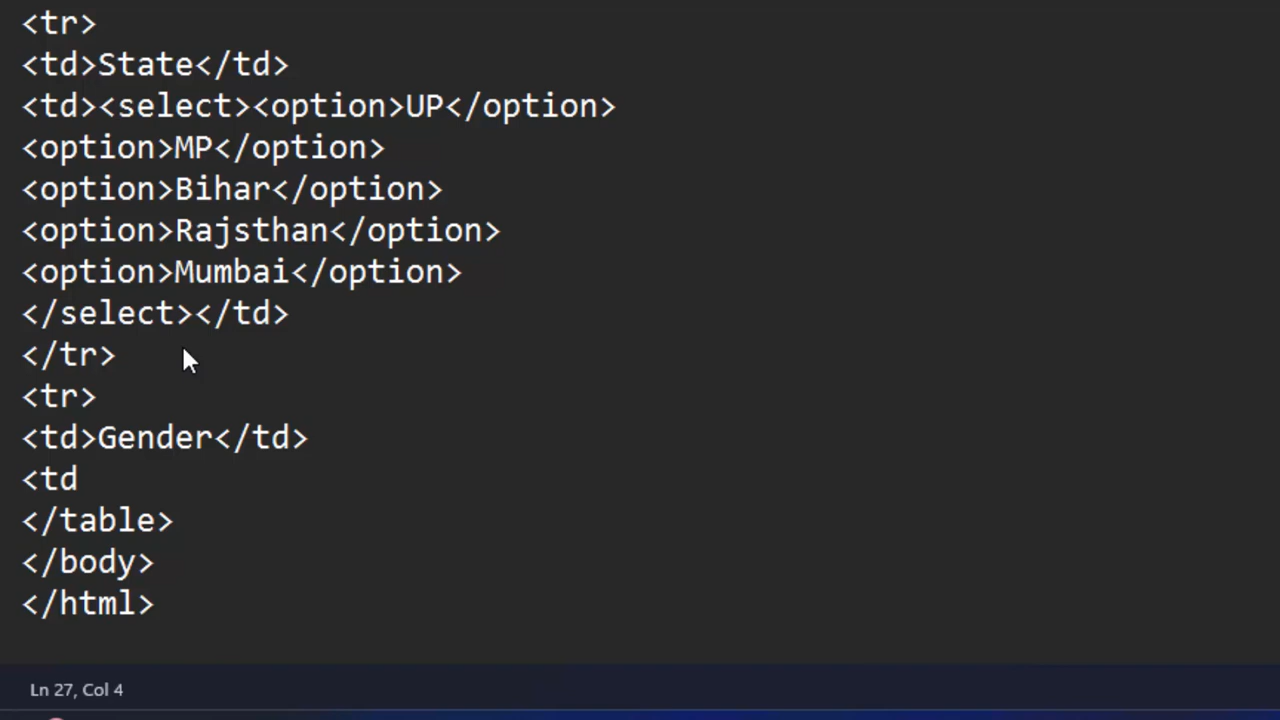 <tr>
<td>State</td>
<td><select><option>UP</option>
<option>MP</option>
<option>Bihar</option>
<option>Rajsthan</option>
<option>Mumbai</option>
</select></td>
</tr>
<tr>
<td>Gender</td>
<td
</table>
</body>
</html>
Ln 27, Col 4